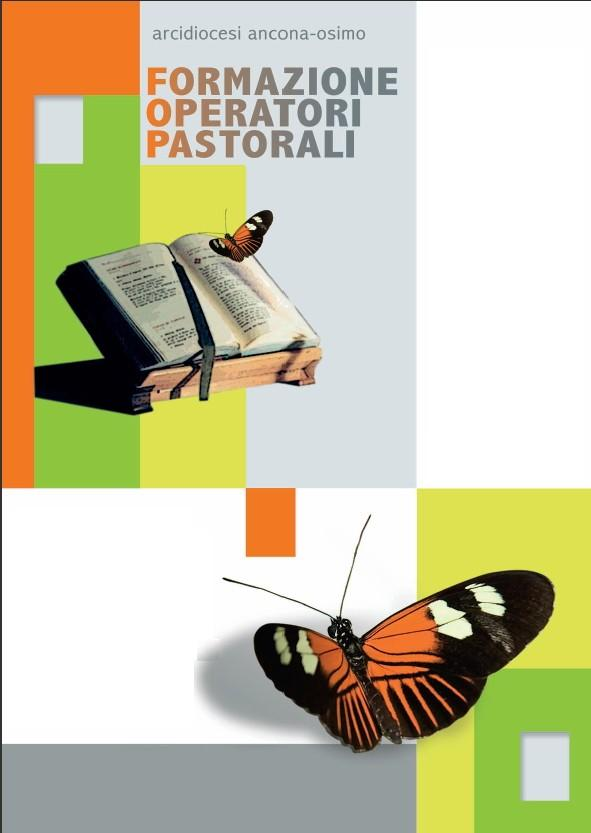 arcidiocesi ancona-osimo
FORMAZIONE
OPERATORI
PASTORALI